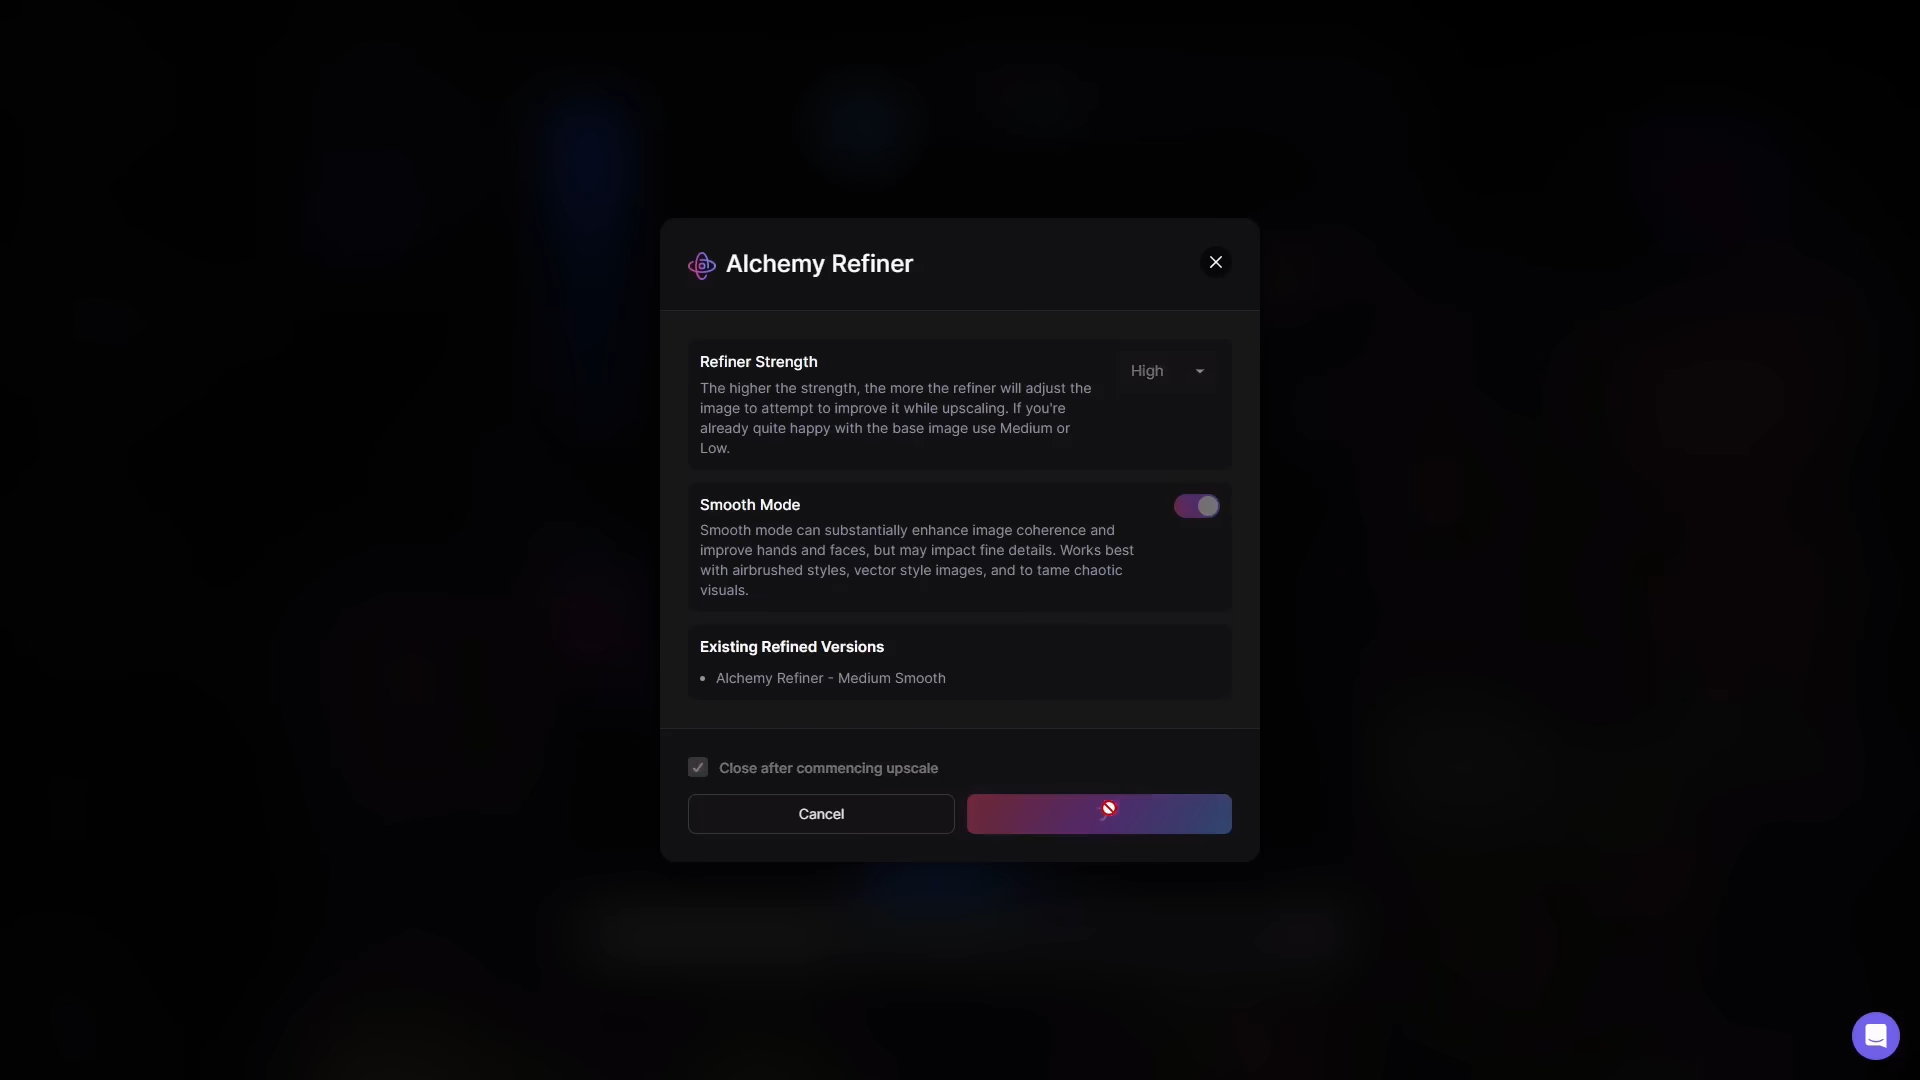 Alchemy Refiner
Refiner Strength
High
The higher the strength, the more the refiner will adjust the
image to attempt to improve it while upscaling. If you're
already quite happy with the base image use Medium or
Low.
Smooth Mode
Smooth mode can substantially enhance image coherence and
improve hands and faces, but may impact fine details. Works best
with airbrushed styles, vector style images, and to tame chaotic
visuals.
Existing Refined Versions
• Alchemy Refiner - Medium Smooth
Close after commencing upscale
Cancel